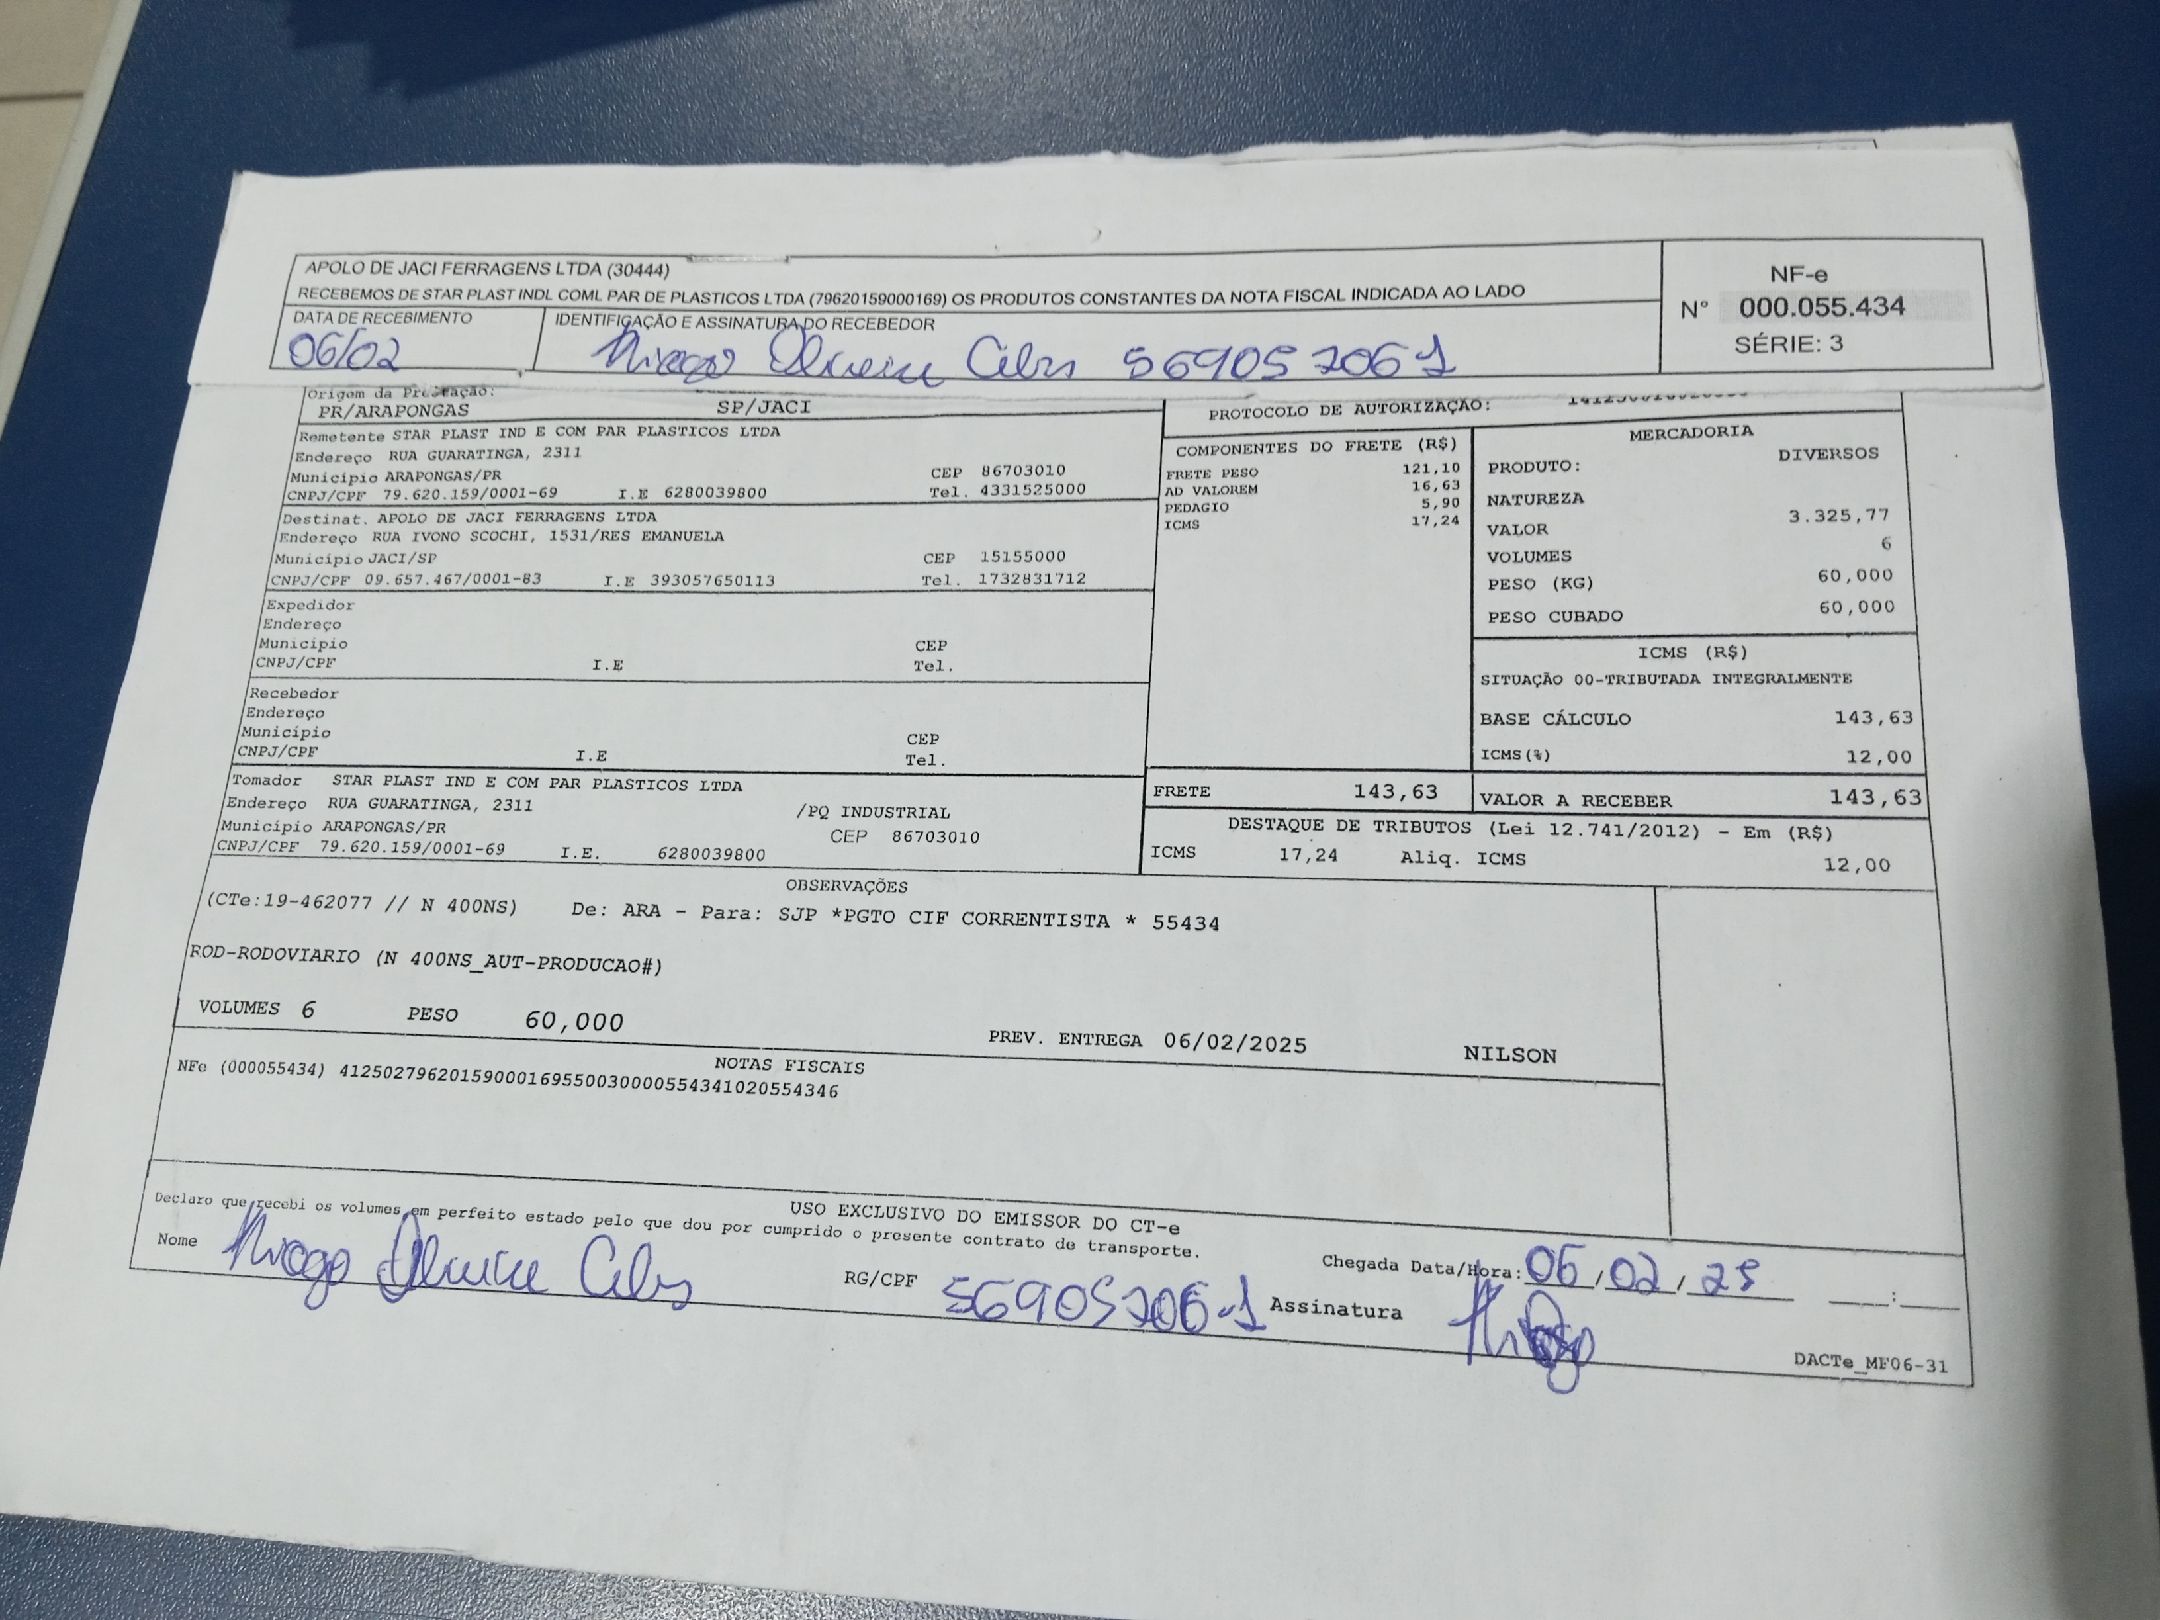 APOLO DE JACI FERRAGENS LTDA (30444)
RECEBEMOS DE STAR PLAST INDL COML PAR DE PLASTICOS LTDA (79620159000169) OS PRODUTOS CONSTANTES DA NOTA FISCAL INDICADA AO LADO
DATA DE RECEBIMENTO
06/02
IDENTIFICAÇÃO E ASSINATURA DO RECEBEDOR
Thiago 569057061
NF-e
N° 000.055.434
SÉRIE: 3
Origem da Prestação:
PR/ARAPONGAS SP/JACI
Remetente STAR PLAST IND E COM PAR PLASTICOS LTDA
Endereço RUA GUARATINGA, 2311
Município ARAPONGAS/PR CEP 86703010
CNPJ/CPF 79.620.159/0001-69 I.E 6280039800 Tel. 4331525000
Destinat. APOLO DE JACI FERRAGENS LTDA
Endereço RUA IVONO SCOCHI, 1531/RES EMANUELA
Município JACI/SP CEP 15155000
CNPJ/CPF 09.657.467/0001-83 I.E 393057650113 Tel. 1732831712
Expedidor
Endereço
Município CEP
CNPJ/CPF I.E Tel.
Recebedor
Endereço
Município CEP
CNPJ/CPF I.E Tel.
Tomador STAR PLAST IND E COM PAR PLASTICOS LTDA
Endereço RUA GUARATINGA, 2311 /PQ INDUSTRIAL
Município ARAPONGAS/PR CEP 86703010
CNPJ/CPF 79.620.159/0001-69 I.E. 6280039800
PROTOCOLO DE AUTORIZAÇÃO:
COMPONENTES DO FRETE (R$)
FRETE PESO 121,10
AD VALOREM 16,63
PEDAGIO 5,90
ICMS 17,24
MERCADORIA
PRODUTO: DIVERSOS
NATUREZA
VALOR 3.325,77
VOLUMES 6
PESO (KG) 60,000
PESO CUBADO 60,000
ICMS (R$)
SITUAÇÃO 00-TRIBUTADA INTEGRALMENTE
BASE CÁLCULO 143,63
ICMS(%) 12,00
FRETE 143,63
VALOR A RECEBER 143,63
DESTAQUE DE TRIBUTOS (Lei 12.741/2012) - Em (R$)
ICMS 17,24 Aliq. ICMS 12,00
OBSERVAÇÕES
(CTe:19-462077 // N 400NS) De: ARA - Para: SJP *PGTO CIF CORRENTISTA * 55434
ROD-RODOVIARIO (N 400NS_AUT-PRODUCAO#)
VOLUMES 6 PESO 60,000 PREV. ENTREGA 06/02/2025 NILSON
NOTAS FISCAIS
NFe (000055434) 41250279620159000169550030000554341020554346
USO EXCLUSIVO DO EMISSOR DO CT-e
Declaro que recebi os volumes em perfeito estado pelo que dou por cumprido o presente contrato de transporte.
Nome Thiago RG/CPF 56905706-1
Chegada Data/Hora: 06/02/25 :
Assinatura Thiago
DACTe_MF06-31